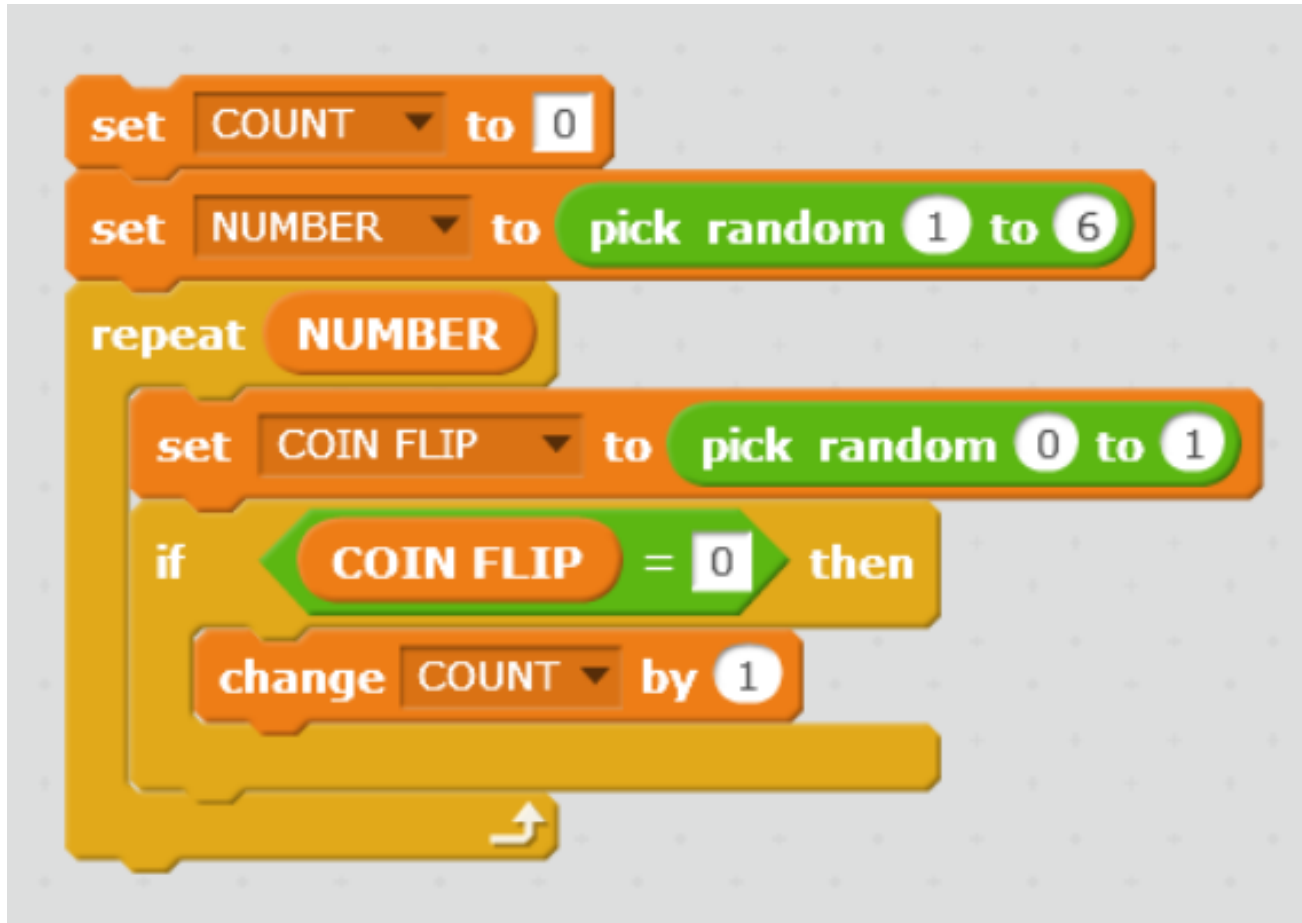 set COUNT to 0
set NUMBER to pick random 1 to 6
repeat NUMBER
set COIN FLIP to pick random 0 to 1
if COIN FLIP = 0 then
change COUNT by 1